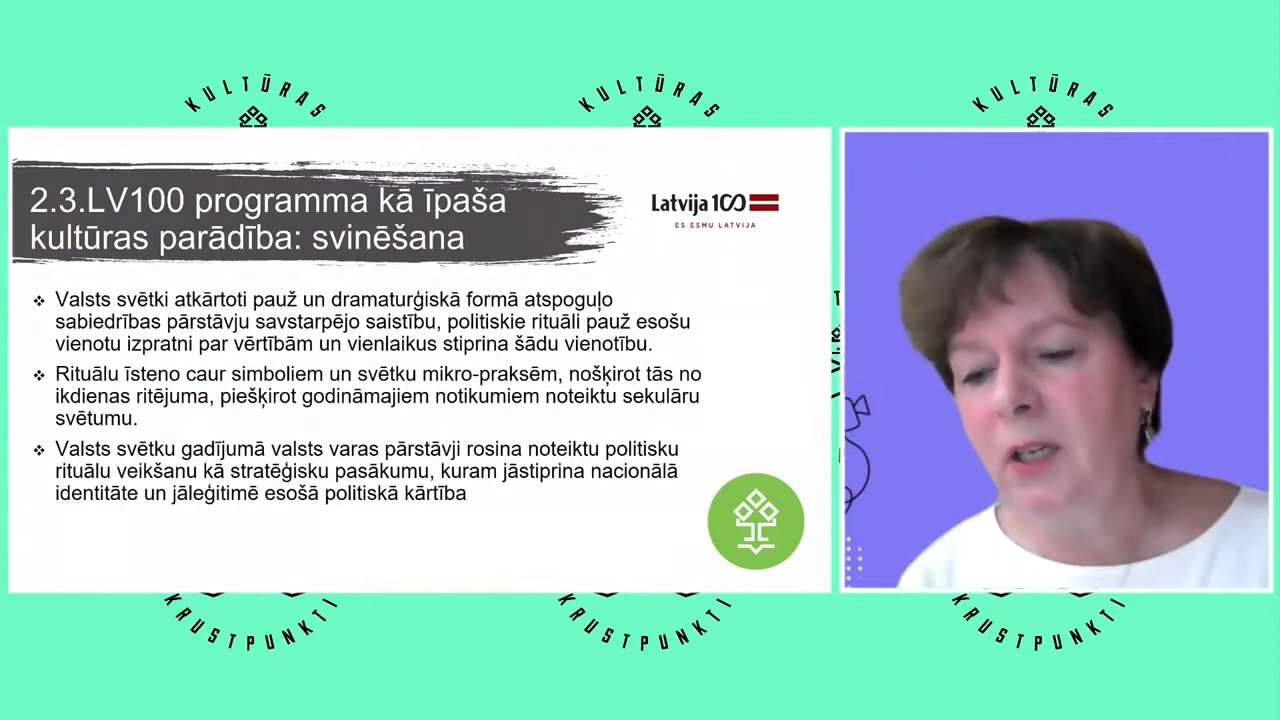 KULTŪRAS
KULTŪRAS
KULTŪRAS
2.3.LV100 programma kā īpaša
kultūras parādība: svinēšana
Latvija 100
ES ESMU LATVIJA
❖ Valsts svētki atkārtoti pauž un dramaturģiskā formā atspoguļo
sabiedrības pārstāvju savstarpējo saistību, politiskie rituāli pauž esošu
vienotu izpratni par vērtībām un vienlaikus stiprina šādu vienotību.
❖ Rituālu īsteno caur simboliem un svētku mikro-praksēm, nošķirot tās no
ikdienas ritējuma, piešķirot godināmajiem notikumiem noteiktu sekulāru
svētumu.
❖ Valsts svētku gadījumā valsts varas pārstāvji rosina noteiktu politisku
rituālu veikšanu kā stratēģisku pasākumu, kuram jāstiprina nacionālā
identitāte un jāleģitimē esošā politiskā kārtība
KRUSTPUNKTI
KRUSTPUNKTI
KRUSTPUNKTI